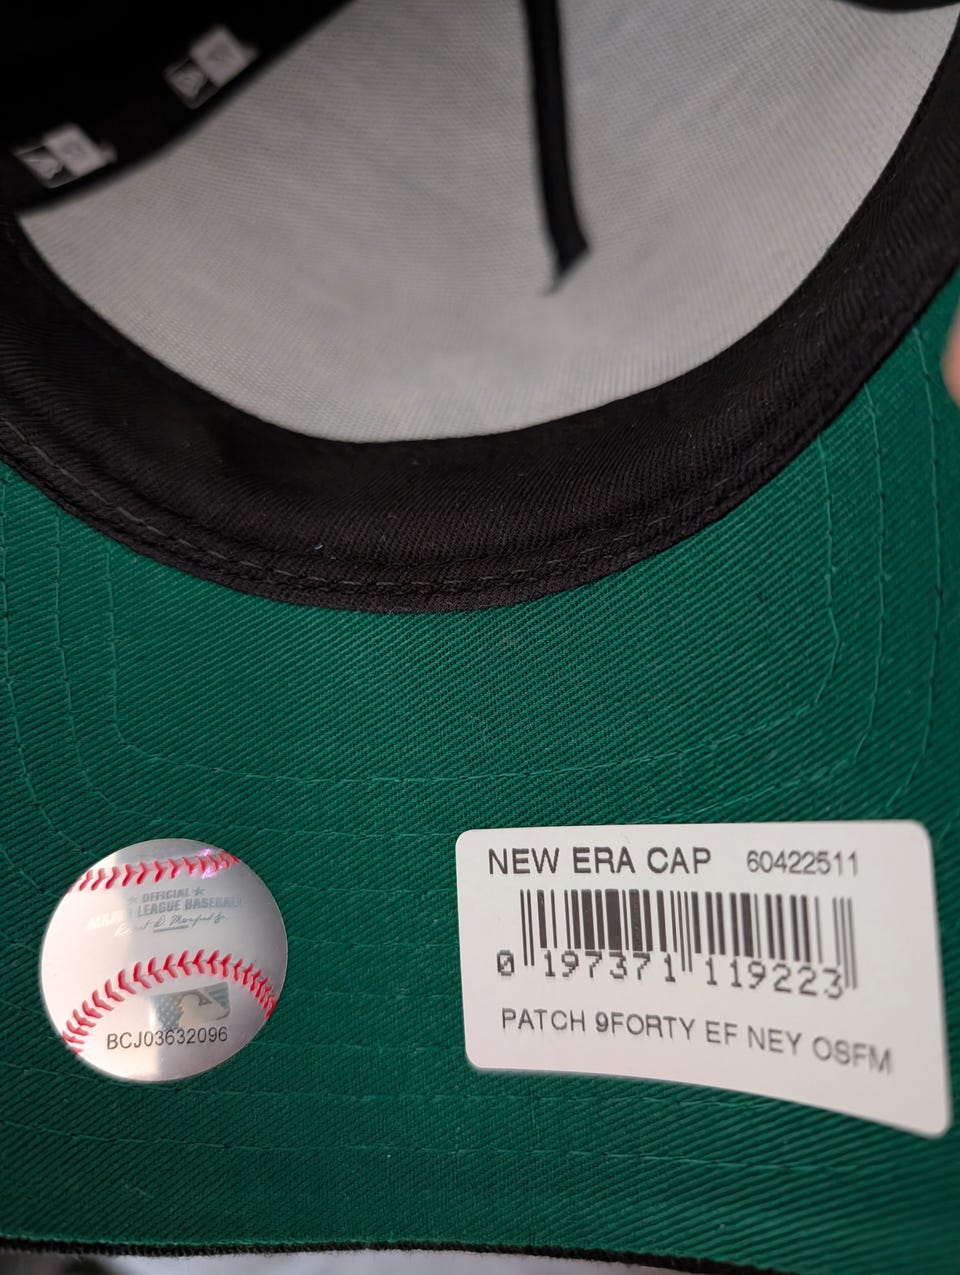 OFFICIAL
MAJOR LEAGUE BASEBALL
BCJ03632096
NEW ERA CAP 60422511
0 197371 119223
PATCH 9FORTY EF NEY OSFM